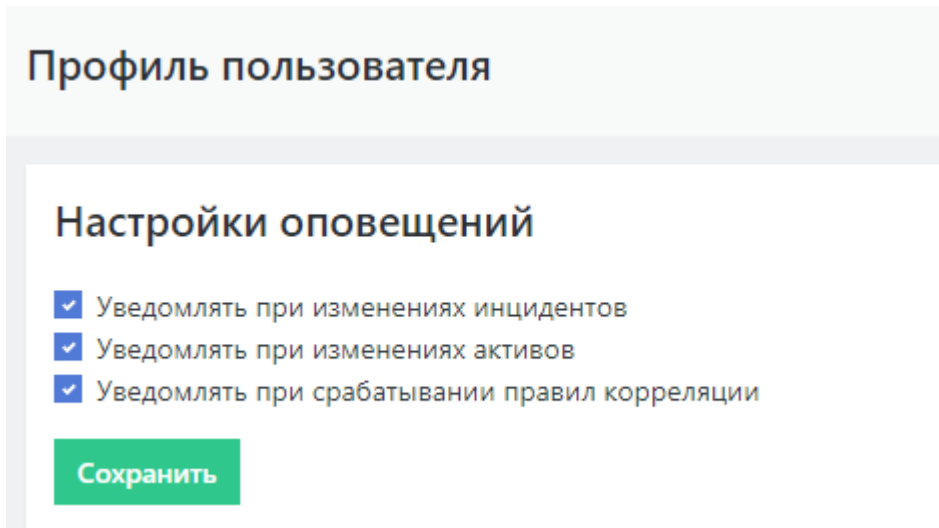 Профиль пользователя
Настройки оповещений
Уведомлять при изменениях инцидентов
Уведомлять при изменениях активов
Уведомлять при срабатывании правил корреляции
Сохранить